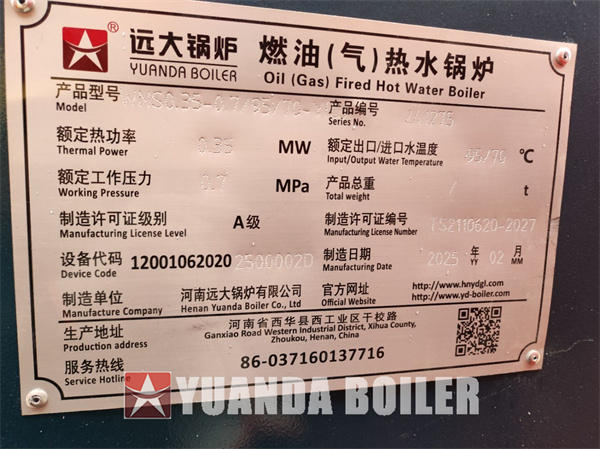 远大锅炉 燃油(气)热水锅炉
YUANDA BOILER Oil (Gas) Fired Hot Water Boiler
产品型号 产品编号
Model Series No.
额定热功率 0.35 MW 额定出口/进口水温度 95/70 °C
Thermal Power Input/Output Water Temperature
额定工作压力 0.7 MPa 产品总重 / t
Working Pressure Total weight
制造许可证级别 A级 制造许可证编号 TS2110620-2027
Manufacturing License Level Manufacturing License Number
设备代码 120010620202500002D 制造日期 2025 年 02 月
Device Code Manufacturing Date YY MM
制造单位 河南远大锅炉有限公司 官方网址 http://www.hnydgl.com
Manufacture Company Henan Yuanda Boiler Co., Ltd Official Website http://www.yd-boiler.com
生产地址 河南省西华县西工业区干校路
Production address Ganxiao Road Western Industrial District, Xihua County,
Zhoukou, Henan, China
服务热线 86-037160137716
Service Hotline
YUANDA BOILER